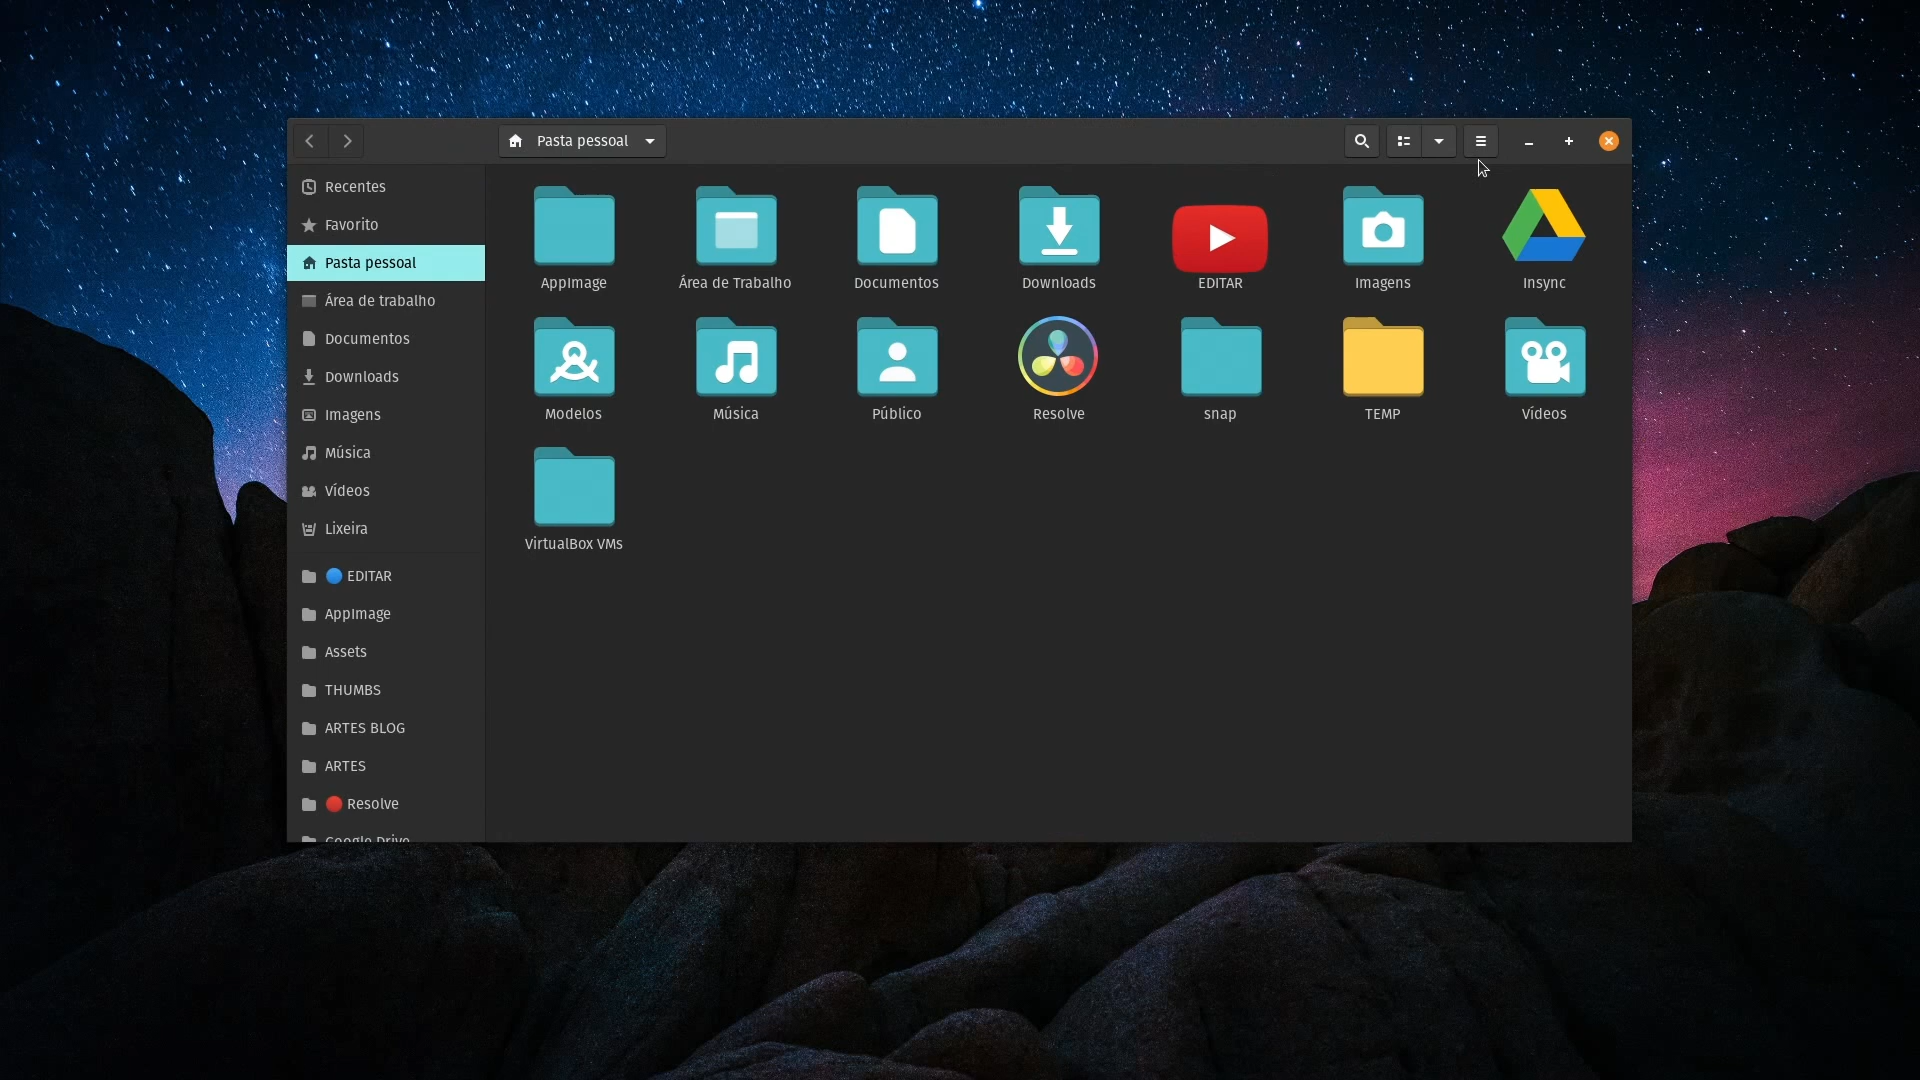 Pasta pessoal
Recentes
Favorito
Pasta pessoal
Área de trabalho
Documentos
Downloads
Imagens
Música
Vídeos
Lixeira
EDITAR
AppImage
Assets
THUMBS
ARTES BLOG
ARTES
Resolve
Google Drive
AppImage
Área de Trabalho
Documentos
Downloads
EDITAR
Imagens
Insync
Modelos
Música
Público
Resolve
snap
TEMP
Vídeos
VirtualBox VMs